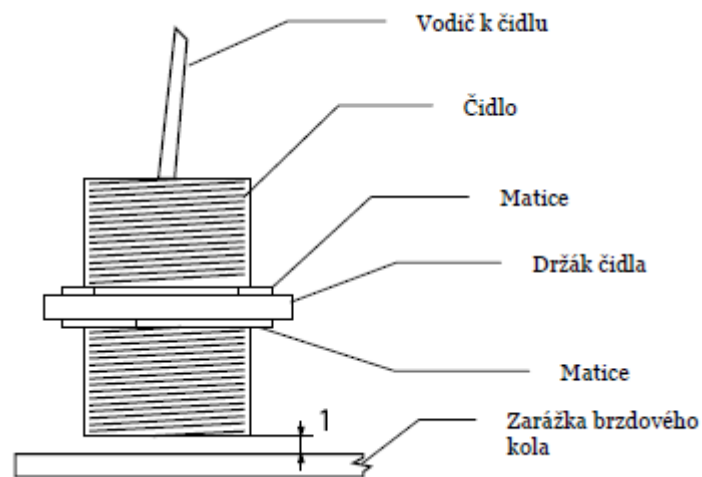 Vodič k čidlu
Čidlo
Matice
Držák čidla
Matice
1
Zarážka brzdového
kola